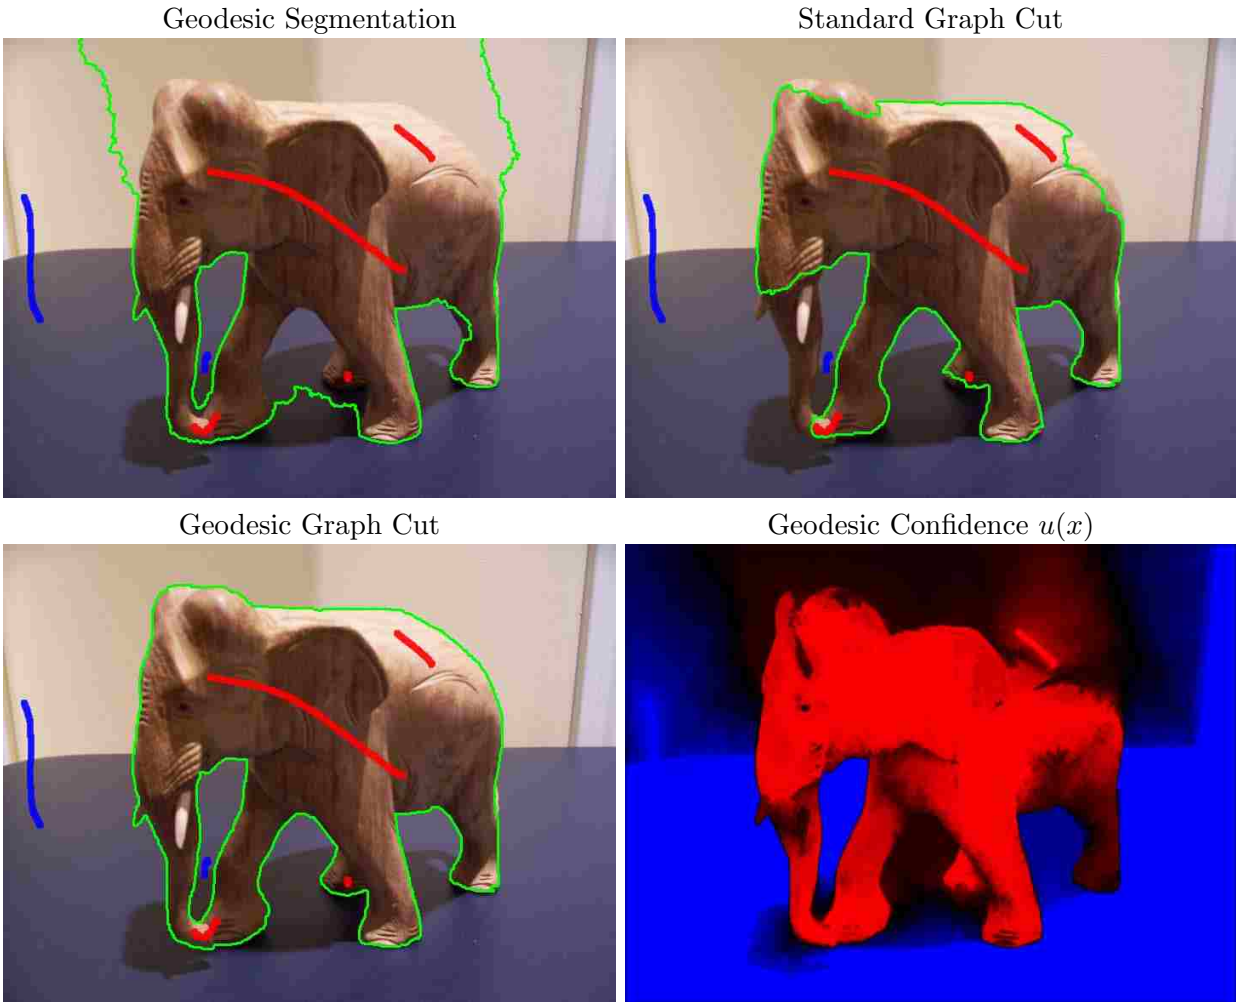 Geodesic Segmentation
Standard Graph Cut
Geodesic Graph Cut
Geodesic Confidence u(x)